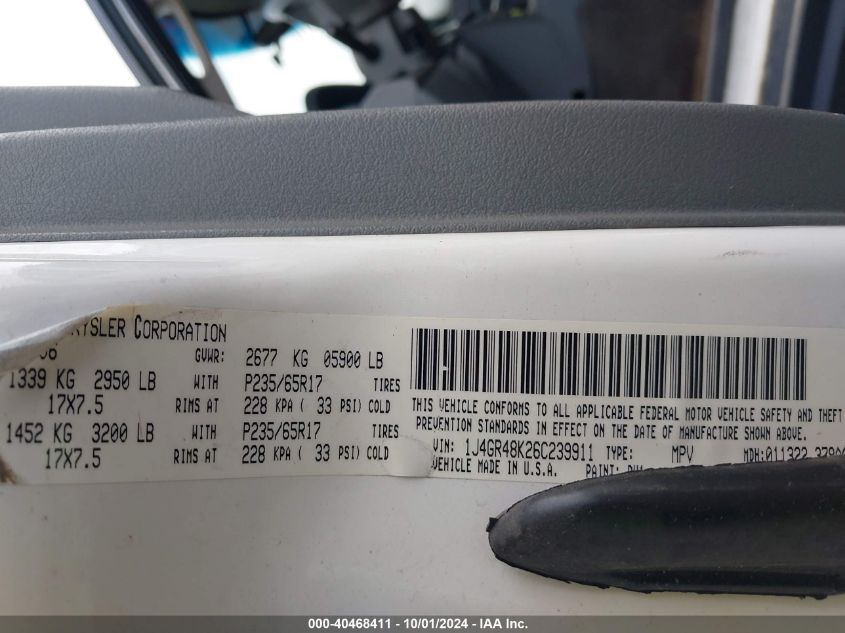 RYSLER CORPORATION
GVWR: 2677 KG 05900 LB
1339 KG 2950 LB WITH P235/65R17 TIRES
17X7.5 RIMS AT 228 KPA ( 33 PSI) COLD
1452 KG 3200 LB WITH P235/65R17 TIRES
17X7.5 RIMS AT 228 KPA ( 33 PSI) COLD
THIS VEHICLE CONFORMS TO ALL APPLICABLE FEDERAL MOTOR VEHICLE SAFETY AND THEFT
PREVENTION STANDARDS IN EFFECT ON THE DATE OF MANUFACTURE SHOWN ABOVE.
VIN: 1J4GR48K26C239911 TYPE: MPV MDH: 011322
VEHICLE MADE IN U.S.A. PAINT:
000-40468411 - 10/01/2024 - IAA Inc.